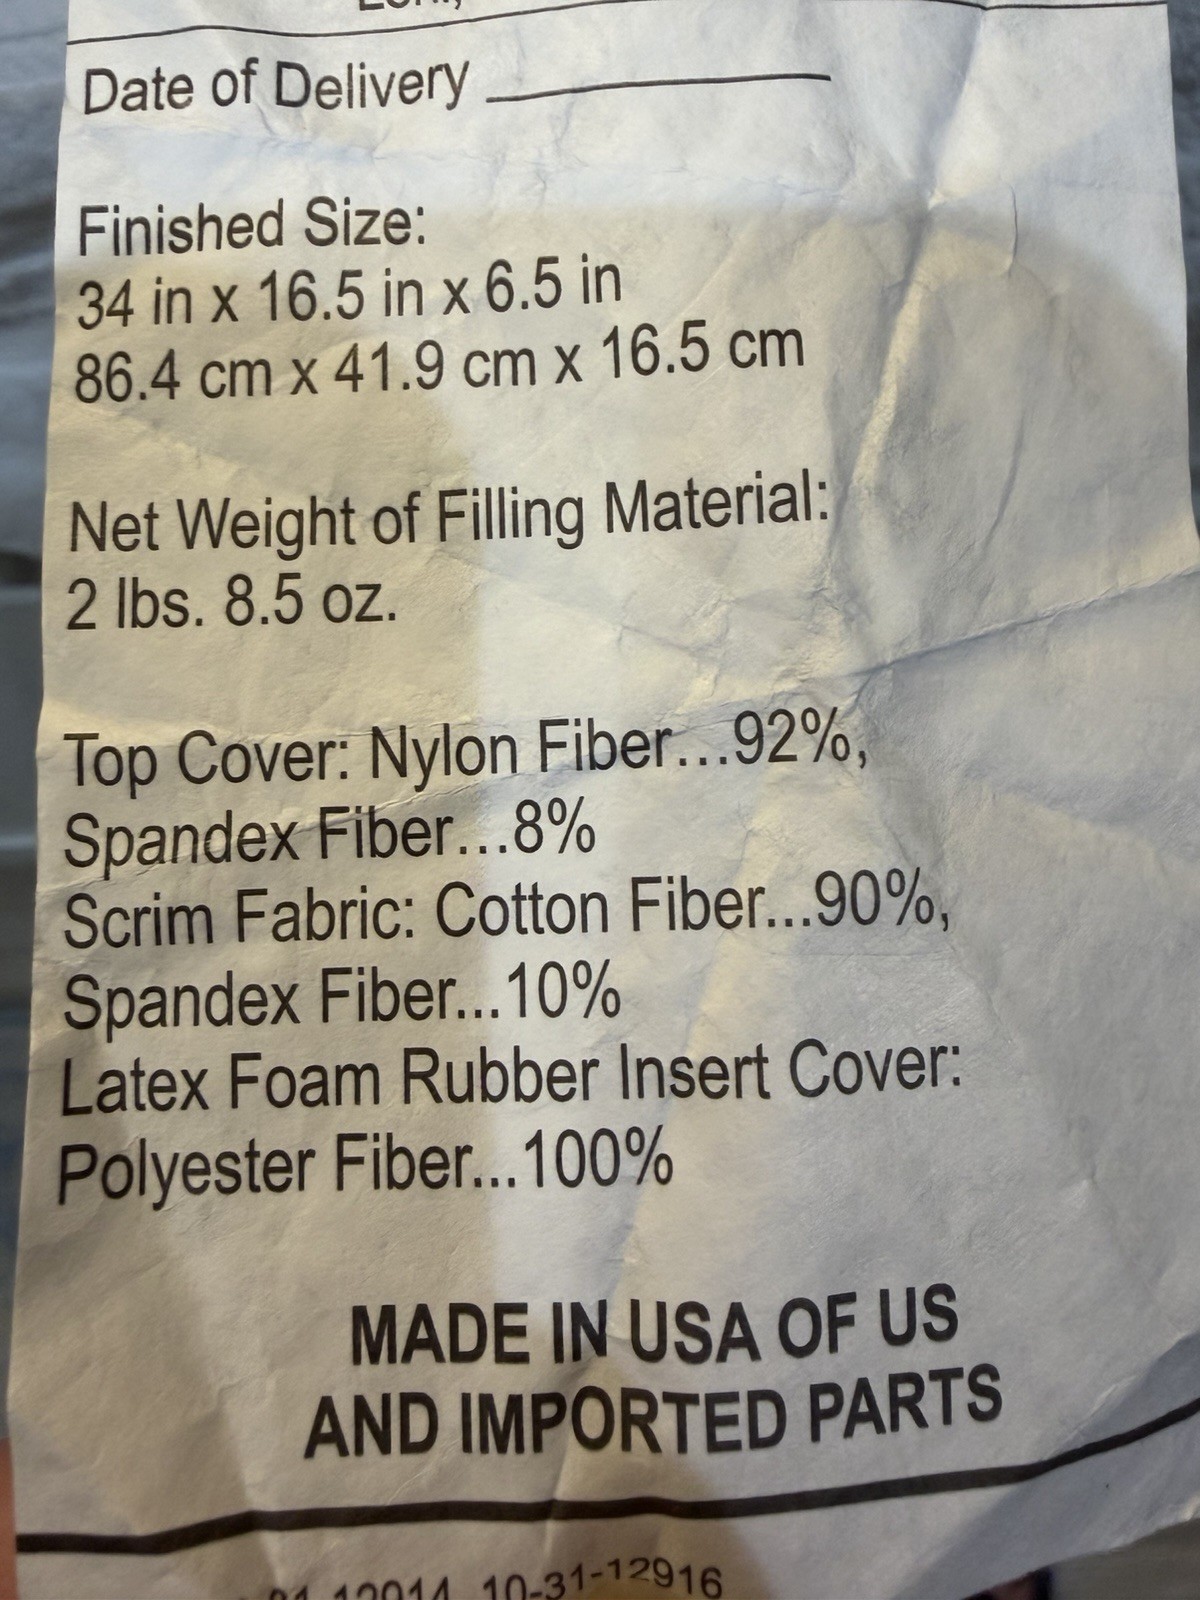 Date of Delivery
Finished Size:
34 in x 16.5 in x 6.5 in
86.4 cm x 41.9 cm x 16.5 cm
Net Weight of Filling Material:
2 lbs. 8.5 oz.
Top Cover: Nylon Fiber...92%,
Spandex Fiber...8%
Scrim Fabric: Cotton Fiber...90%,
Spandex Fiber...10%
Latex Foam Rubber Insert Cover:
Polyester Fiber...100%
MADE IN USA OF US
AND IMPORTED PARTS
10-31-12916